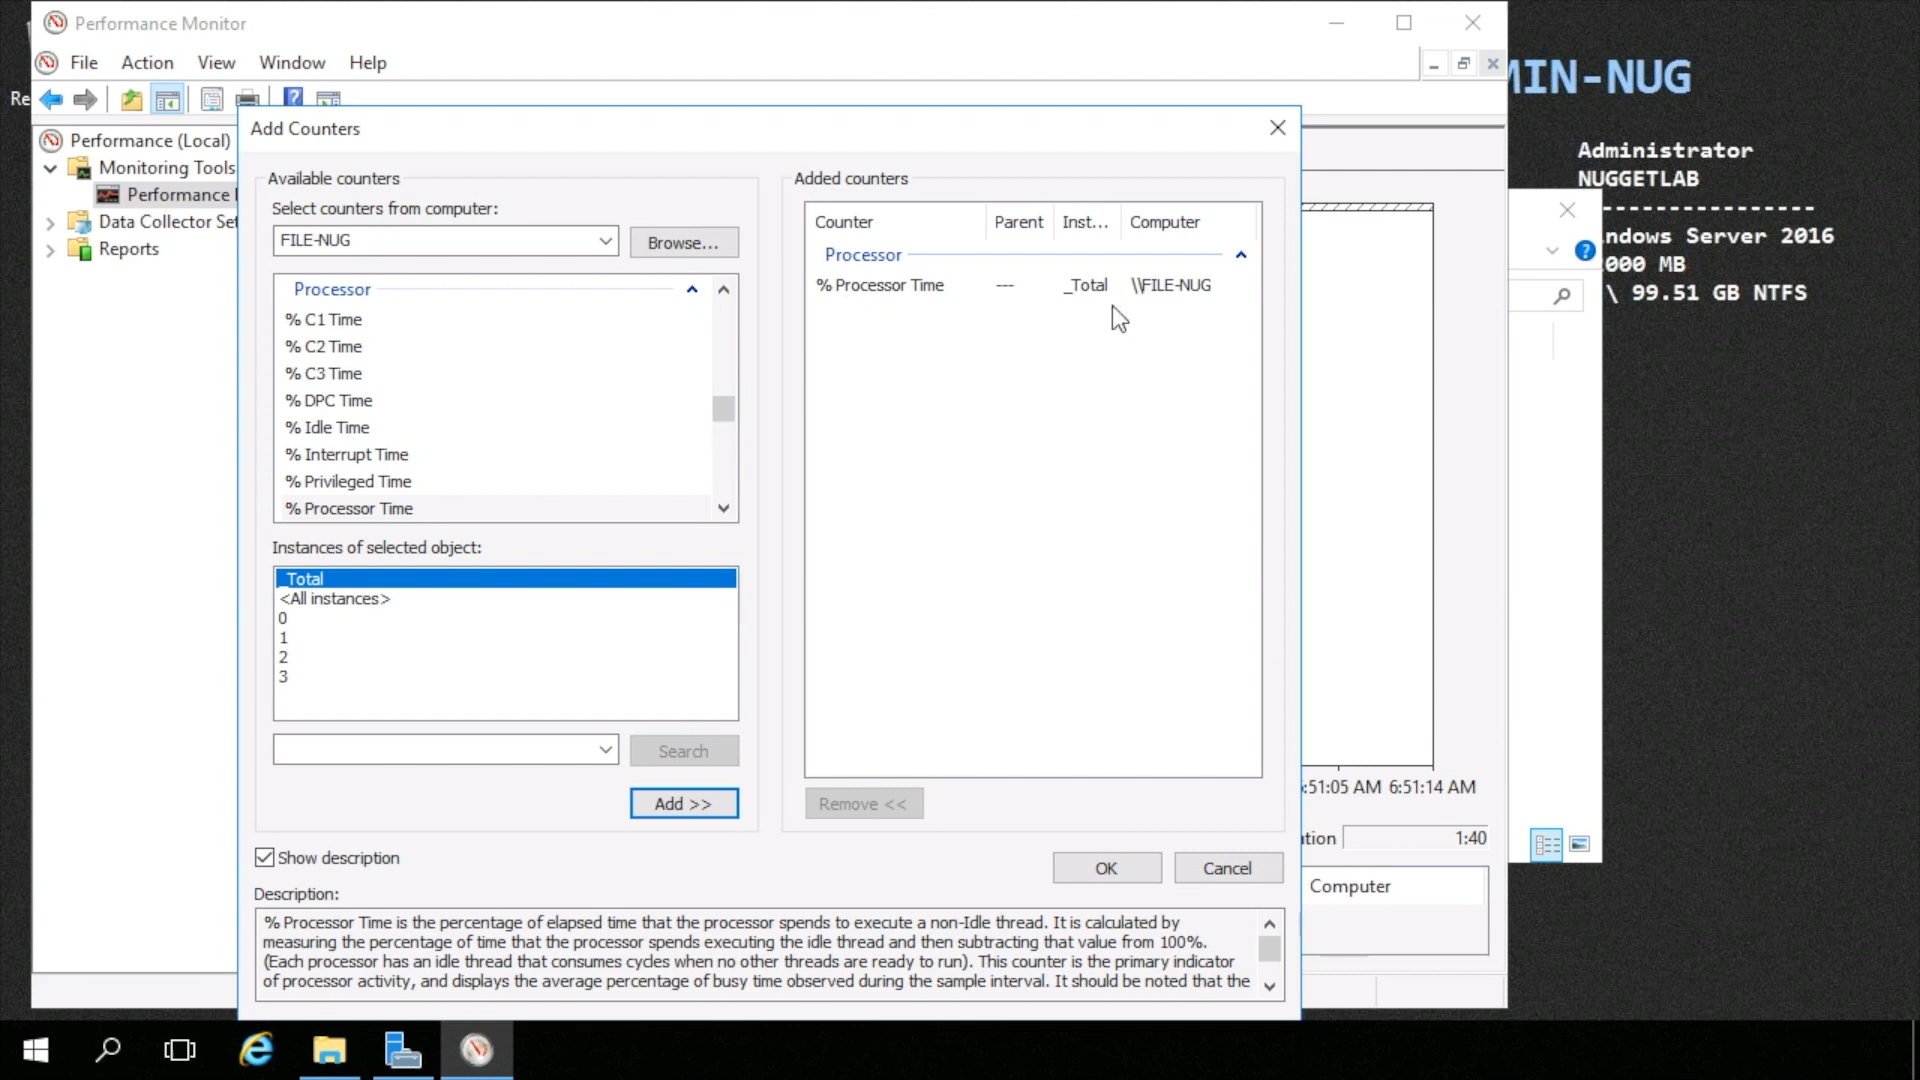 Performance Monitor
File Action View Window Help
MIN-NUG
Re
Administrator
NUGGETLAB
-----------------
ndows Server 2016
000 MB
\ 99.51 GB NTFS
Performance (Local)
Monitoring Tools
Performance
Data Collector Set
Reports
Add Counters
Available counters
Select counters from computer:
FILE-NUG
Browse...
Processor
% C1 Time
% C2 Time
% C3 Time
% DPC Time
% Idle Time
% Interrupt Time
% Privileged Time
% Processor Time
Instances of selected object:
_Total
<All instances>
0
1
2
3
Search
Add >>
Added counters
Counter Parent Inst... Computer
Processor
% Processor Time --- _Total \\FILE-NUG
Remove <<
Show description
OK Cancel
Description:
% Processor Time is the percentage of elapsed time that the processor spends to execute a non-Idle thread. It is calculated by
measuring the percentage of time that the processor spends executing the idle thread and then subtracting that value from 100%.
(Each processor has an idle thread that consumes cycles when no other threads are ready to run). This counter is the primary indicator
of processor activity, and displays the average percentage of busy time observed during the sample interval. It should be noted that the
:51:05 AM 6:51:14 AM
tion 1:40
Computer